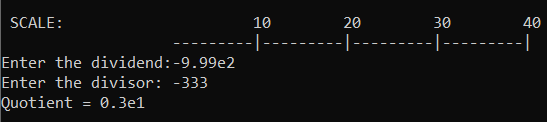 SCALE:                     10        20        30        40
                   ---------|---------|---------|---------|
Enter the dividend:-9.99e2
Enter the divisor: -333
Quotient = 0.3e1